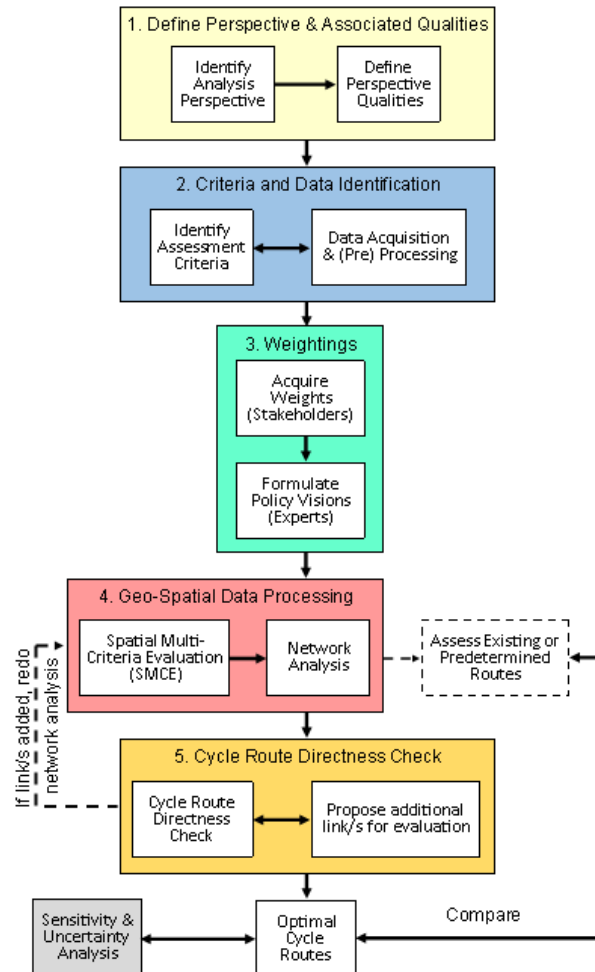 1. Define Perspective & Associated Qualities
Identify
Analysis
Perspective
Define
Perspective
Qualities
2. Criteria and Data Identification
Identify
Assessment
Criteria
Data Acquisition
& (Pre) Processing
3. Weightings
Acquire
Weights
(Stakeholders)
Formulate
Policy Visions
(Experts)
4. Geo-Spatial Data Processing
Spatial Multi-
Criteria Evaluation
(SMCE)
Network
Analysis
Assess Existing or
Predetermined
Routes
If link/s added, redo
network analysis
5. Cycle Route Directness Check
Cycle Route
Directness
Check
Propose additional
link/s for evaluation
Sensitivity &
Uncertainty
Analysis
Optimal
Cycle
Routes
Compare